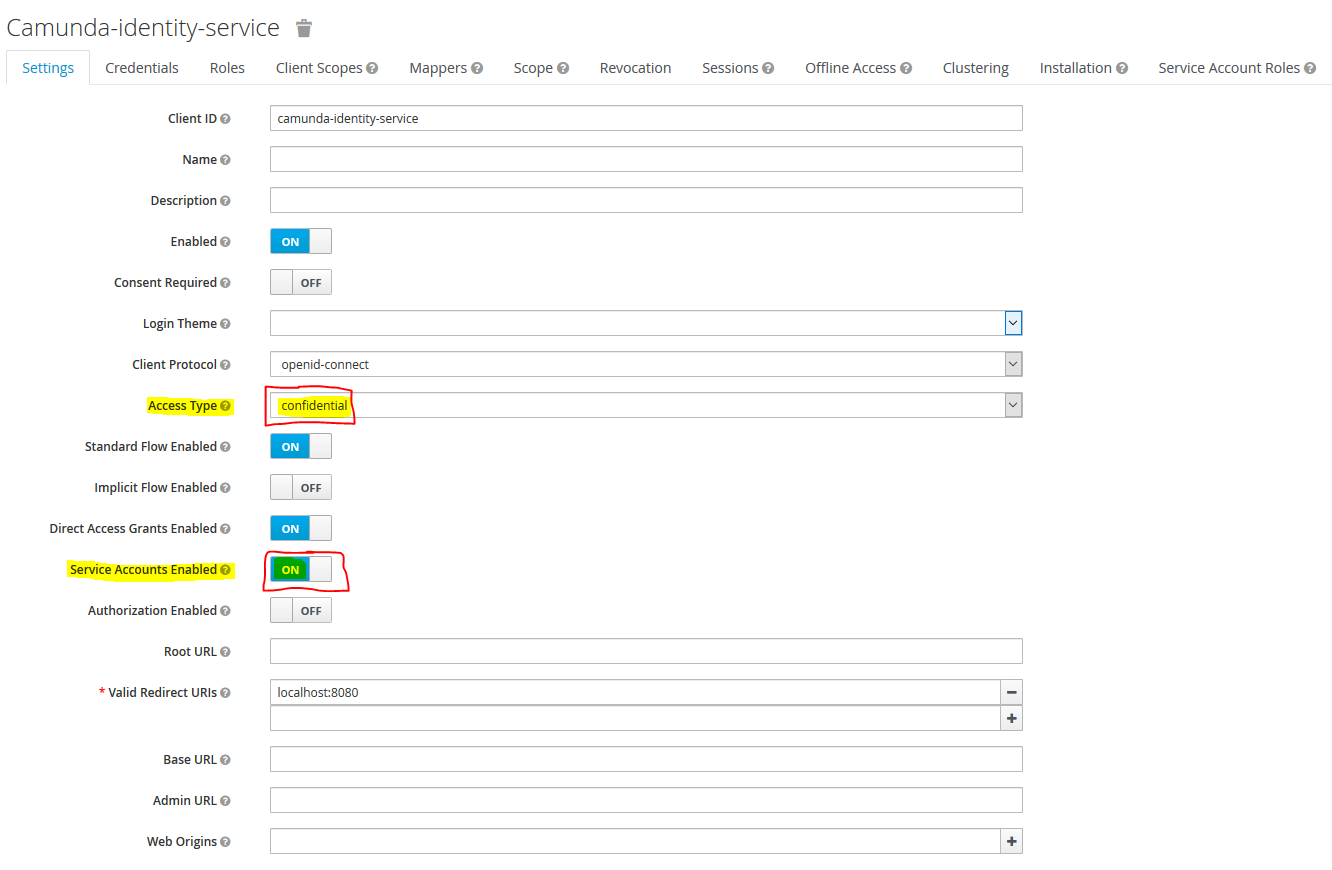 Camunda-identity-service
Settings Credentials Roles Client Scopes Mappers Scope Revocation Sessions Offline Access Clustering Installation Service Account Roles
Client ID camunda-identity-service
Name
Description
Enabled ON
Consent Required OFF
Login Theme
Client Protocol openid-connect
Access Type confidential
Standard Flow Enabled ON
Implicit Flow Enabled OFF
Direct Access Grants Enabled ON
Service Accounts Enabled ON
Authorization Enabled OFF
Root URL
* Valid Redirect URIs localhost:8080
Base URL
Admin URL
Web Origins